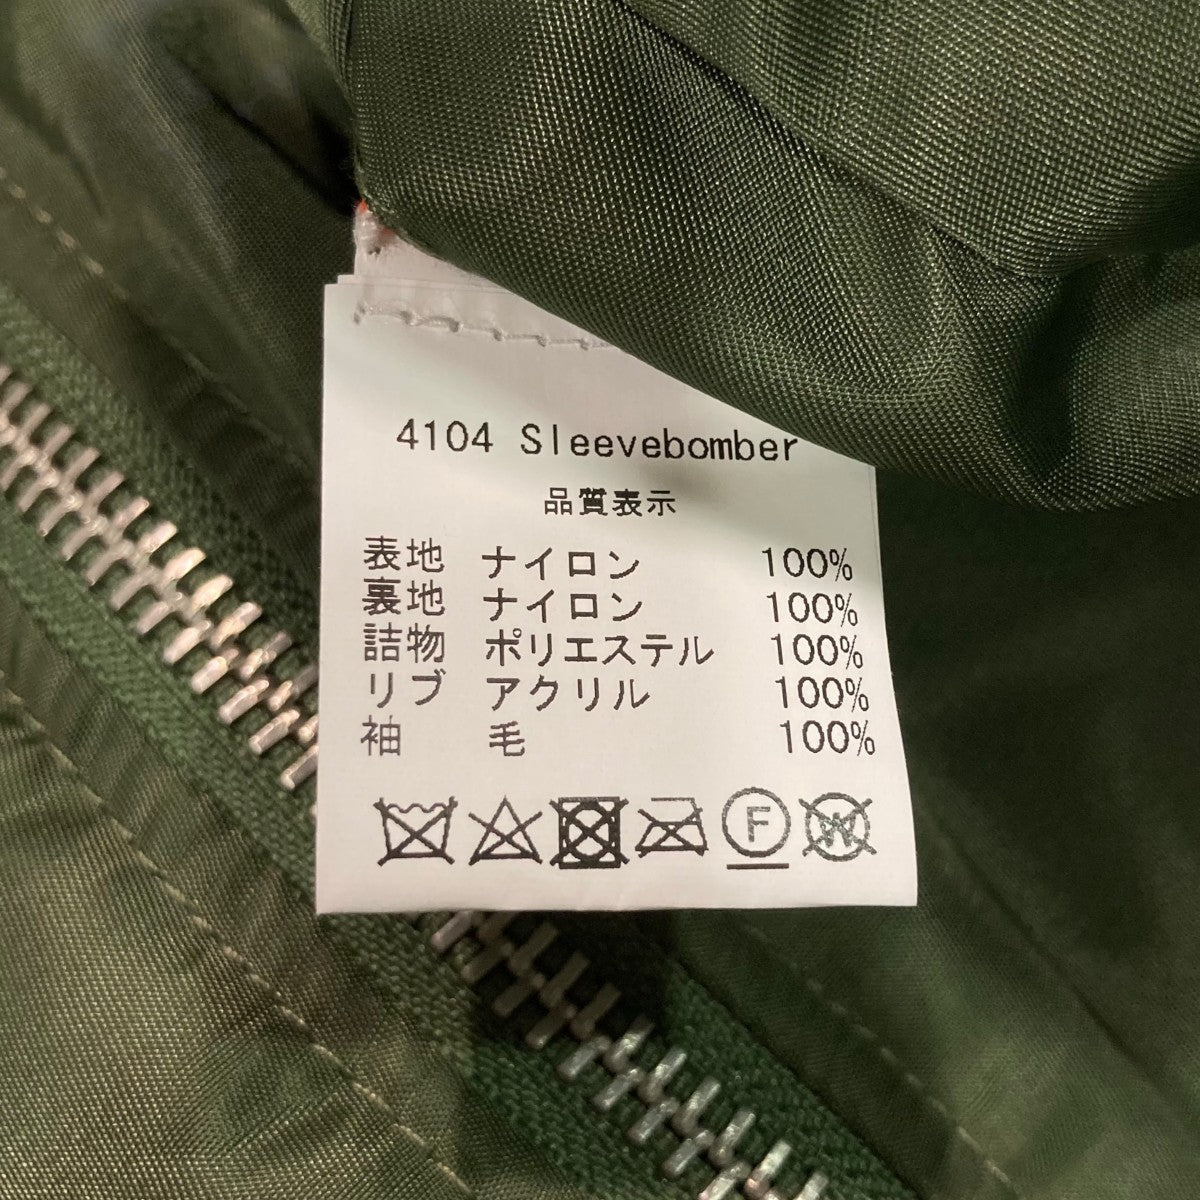 4104 Sleevebomber
品質表示
表地 ナイロン 100%
裏地 ナイロン 100%
詰物 ポリエステル 100%
リブ アクリル 100%
袖 毛 100%
F W